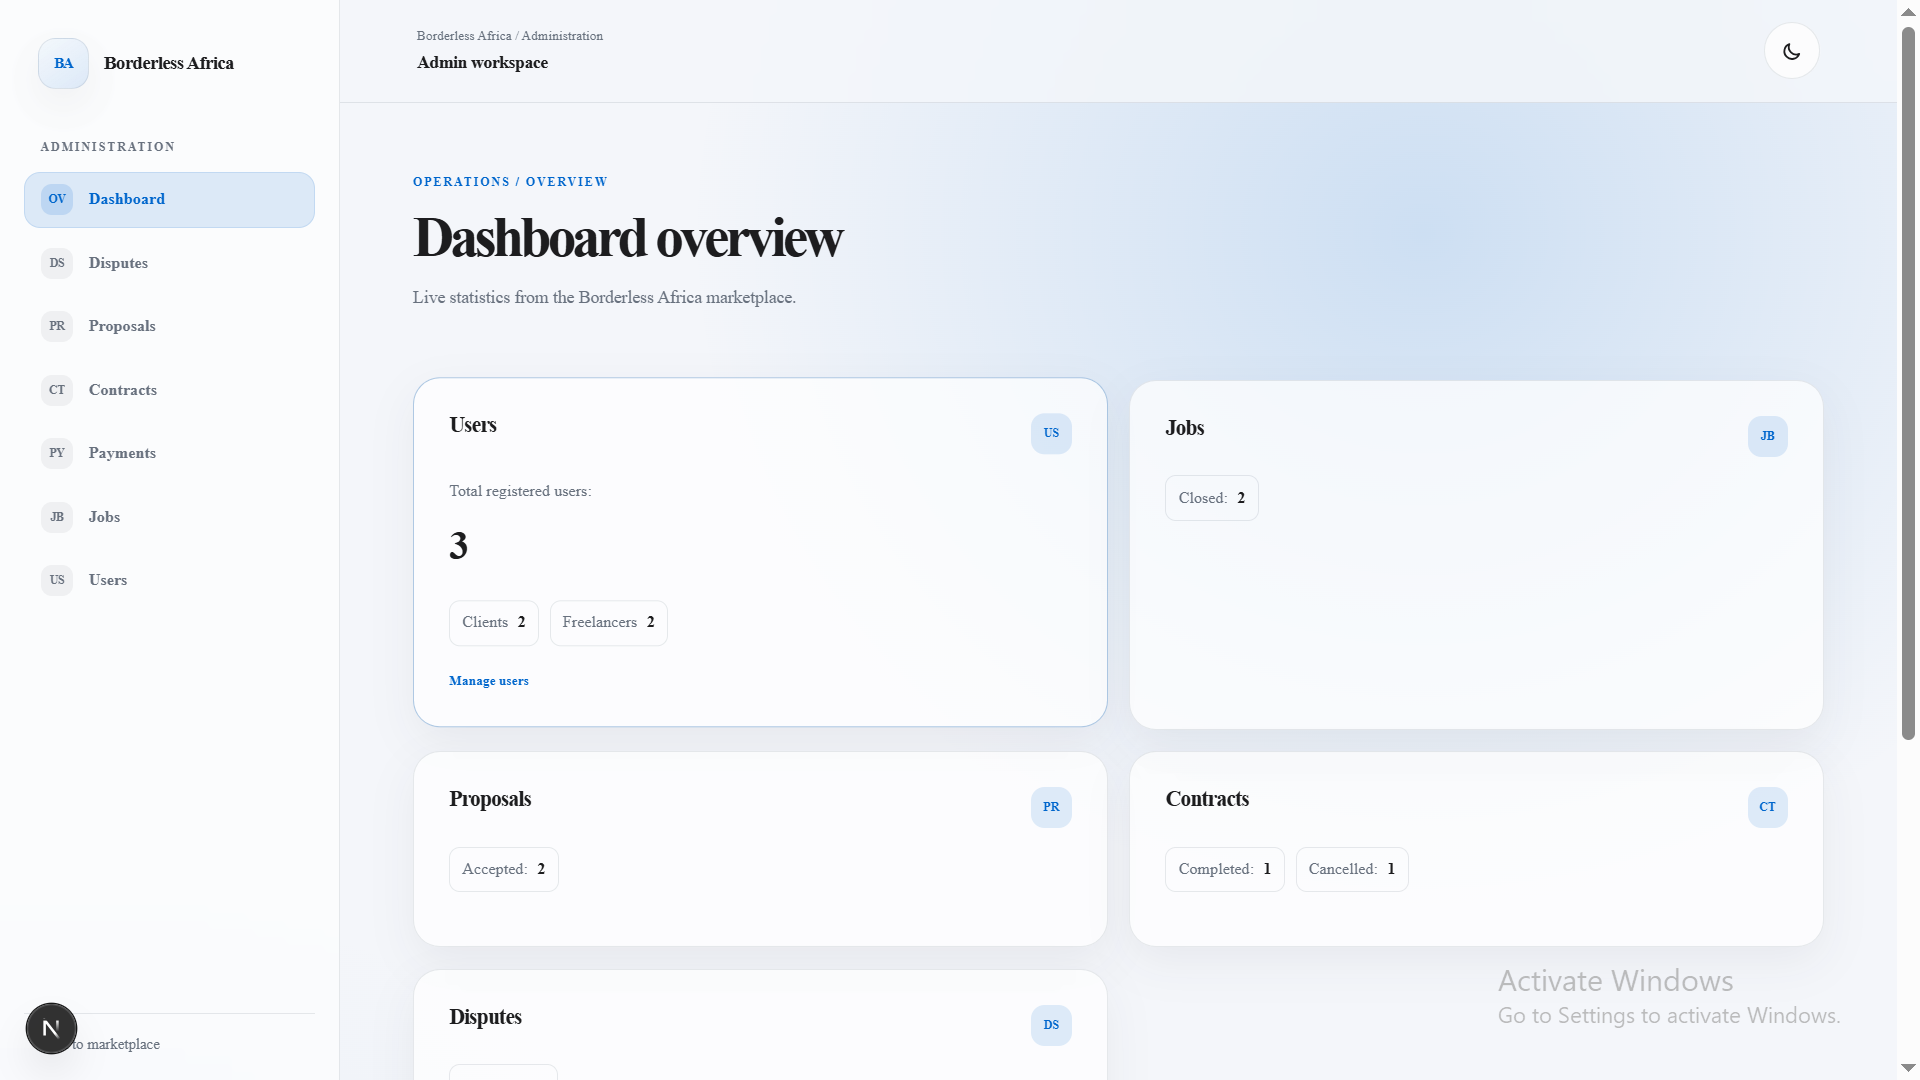 BA
Borderless Africa
ADMINISTRATION
OV Dashboard
DS Disputes
PR Proposals
CT Contracts
PY Payments
JB Jobs
US Users
N
to marketplace
Borderless Africa / Administration
Admin workspace
OPERATIONS / OVERVIEW
Dashboard overview
Live statistics from the Borderless Africa marketplace.
Users
US
Total registered users:
3
Clients 2
Freelancers 2
Manage users
Jobs
JB
Closed: 2
Proposals
PR
Accepted: 2
Contracts
CT
Completed: 1
Cancelled: 1
Disputes
DS
Activate Windows
Go to Settings to activate Windows.